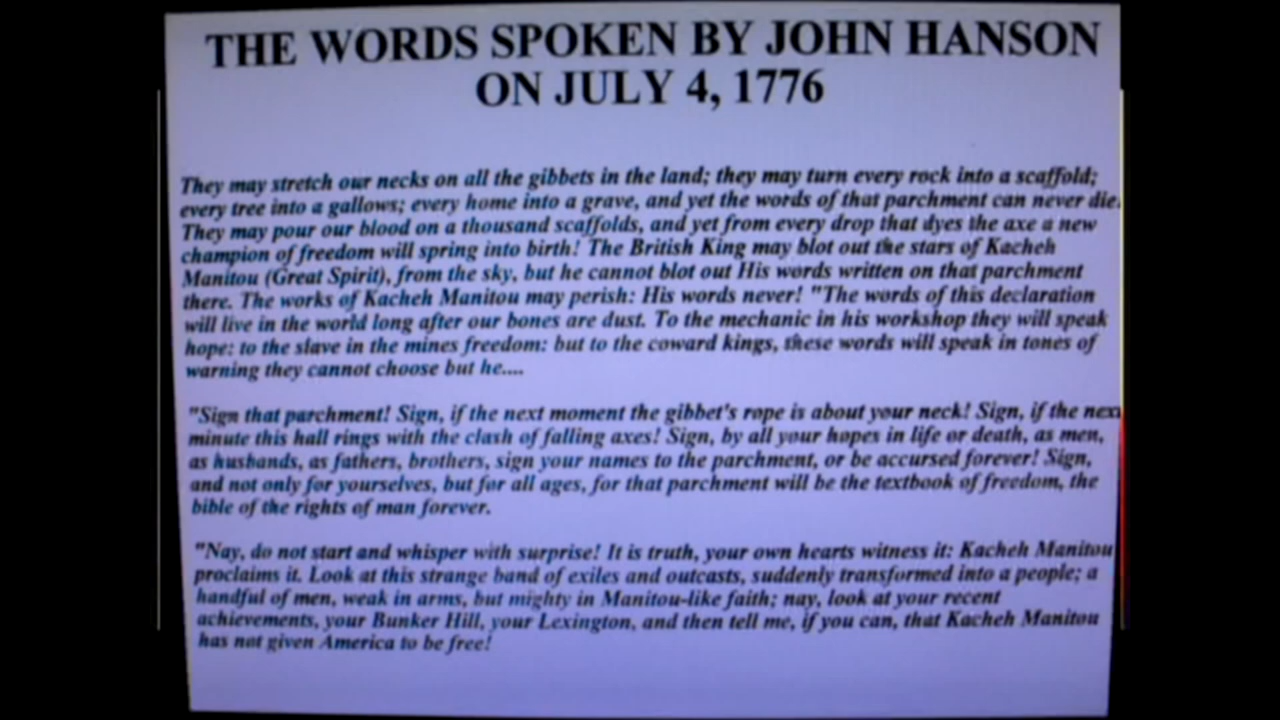 THE WORDS SPOKEN BY JOHN HANSON
ON JULY 4, 1776
They may stretch our necks on all the gibbets in the land; they may turn every rock into a scaffold;
every tree into a gallows; every home into a grave, and yet the words of that parchment can never die.
They may pour our blood on a thousand scaffolds, and yet from every drop that dyes the axe a new
champion of freedom will spring into birth! The British King may blot out the stars of Kacheh
Manitou (Great Spirit), from the sky, but he cannot blot out His words written on that parchment
there. The works of Kacheh Manitou may perish: His words never! "The words of this declaration
will live in the world long after our bones are dust. To the mechanic in his workshop they will speak
hope: to the slave in the mines freedom: but to the coward kings, these words will speak in tones of
warning they cannot choose but he....
"Sign that parchment! Sign, if the next moment the gibbet's rope is about your neck! Sign, if the next
minute this hall rings with the clash of falling axes! Sign, by all your hopes in life or death, as men,
as husbands, as fathers, brothers, sign your names to the parchment, or be accursed forever! Sign,
and not only for yourselves, but for all ages, for that parchment will be the textbook of freedom, the
bible of the rights of man forever.
"Nay, do not start and whisper with surprise! It is truth, your own hearts witness it: Kacheh Manitou
proclaims it. Look at this strange band of exiles and outcasts, suddenly transformed into a people; a
handful of men, weak in arms, but mighty in Manitou-like faith; nay, look at your recent
achievements, your Bunker Hill, your Lexington, and then tell me, if you can, that Kacheh Manitou
has not given America to be free!